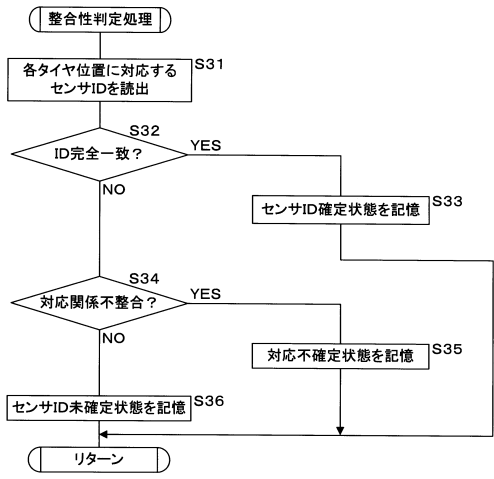 整合性判定処理
各タイヤ位置に対応する
センサIDを読出
S31
S32
ID完全一致？
YES
NO
センサID確定状態を記憶
S33
S34
対応関係不整合？
YES
NO
対応不確定状態を記憶
S35
センサID未確定状態を記憶
S36
リターン